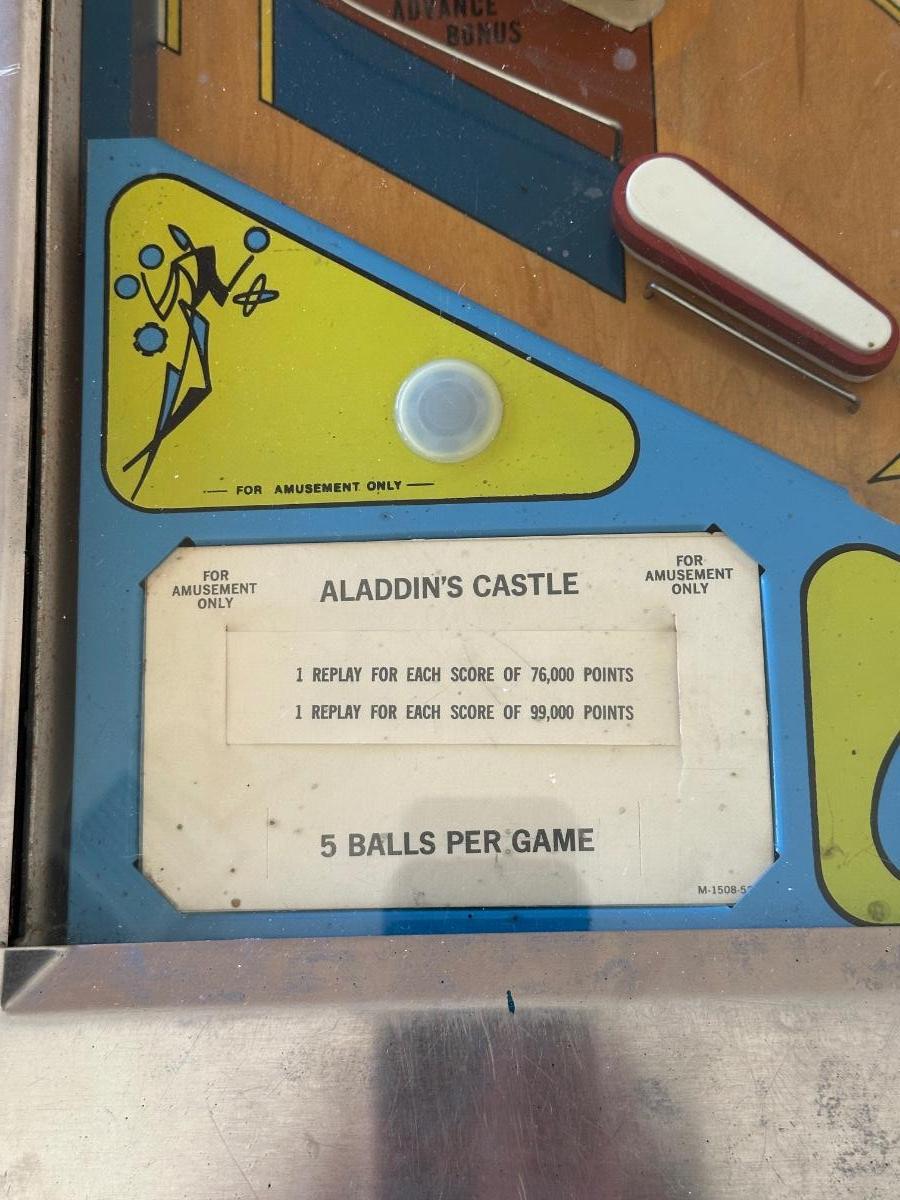 ADVANCE
BONUS
FOR AMUSEMENT ONLY
FOR
AMUSEMENT
ONLY
ALADDIN'S CASTLE
FOR
AMUSEMENT
ONLY
1 REPLAY FOR EACH SCORE OF 76,000 POINTS
1 REPLAY FOR EACH SCORE OF 99,000 POINTS
5 BALLS PER GAME